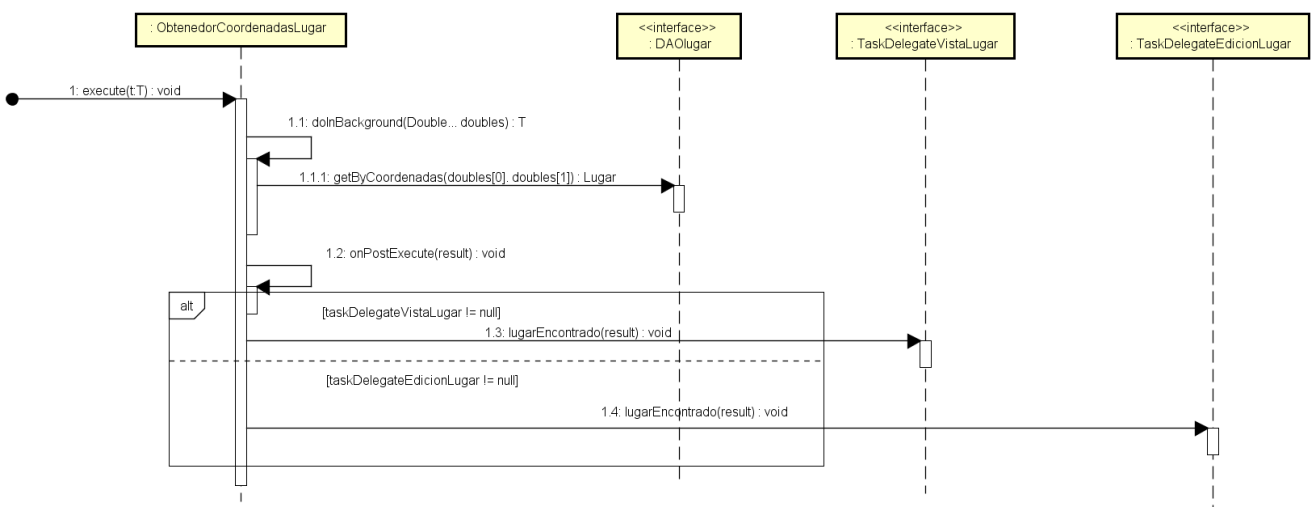 : ObtenedorCoordenadasLugar
<<interface>>
: DAOlugar
<<interface>>
: TaskDelegateVistaLugar
<<interface>>
: TaskDelegateEdicionLugar
1: execute(t:T) : void
1.1: doInBackground(Double... doubles) : T
1.1.1: getByCoordenadas(doubles[0]. doubles[1]) : Lugar
1.2: onPostExecute(result) : void
alt
[taskDelegateVistaLugar != null]
1.3: lugarEncontrado(result) : void
[taskDelegateEdicionLugar != null]
1.4: lugarEncontrado(result) : void